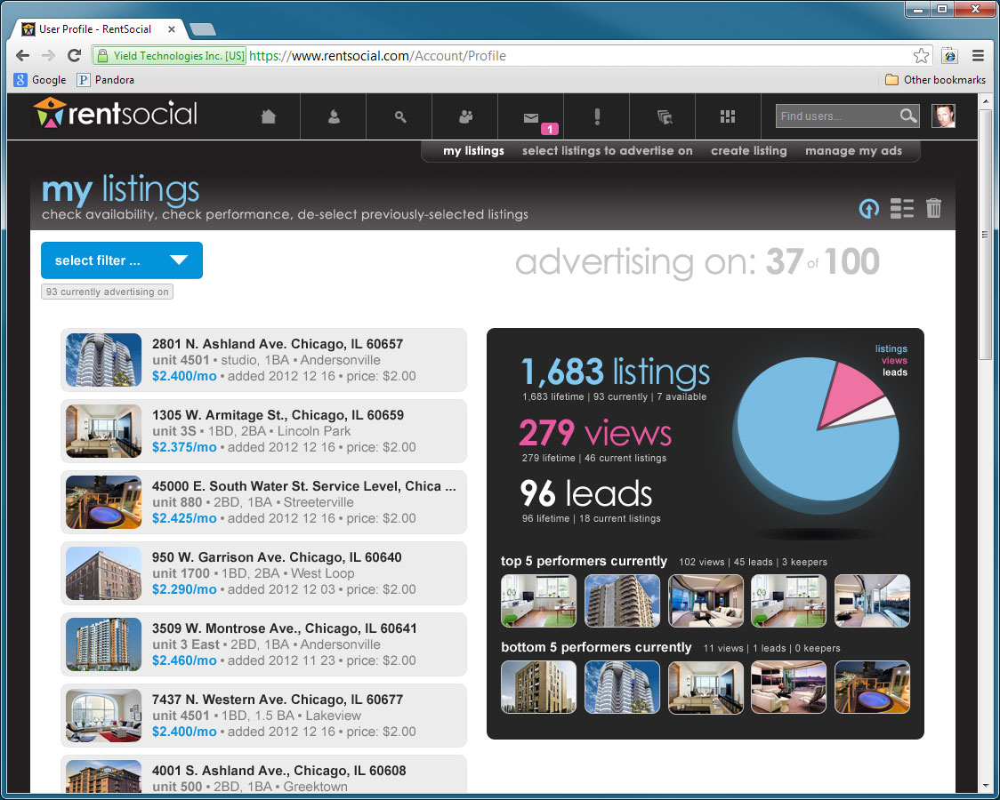 User Profile - RentSocial
Yield Technologies Inc. [US] https://www.rentsocial.com/Account/Profile
Google Pandora Other bookmarks
rentsocial
1
Find users...
my listings select listings to advertise on create listing manage my ads
my listings
check availability, check performance, de-select previously-selected listings
select filter ...
advertising on: 37 of 100
93 currently advertising on
2801 N. Ashland Ave. Chicago, IL 60657
unit 4501 • studio, 1BA • Andersonville
$2.400/mo • added 2012 12 16 • price: $2.00
1305 W. Armitage St., Chicago, IL 60659
unit 3S • 1BD, 2BA • Lincoln Park
$2.375/mo • added 2012 12 16 • price: $2.00
45000 E. South Water St. Service Level, Chica ...
unit 880 • 2BD, 1BA • Streeterville
$2.425/mo • added 2012 12 16 • price: $2.00
950 W. Garrison Ave. Chicago, IL 60640
unit 1700 • 1BD, 2BA • West Loop
$2.290/mo • added 2012 12 03 • price: $2.00
3509 W. Montrose Ave., Chicago, IL 60641
unit 3 East • 2BD, 1BA • Andersonville
$2.460/mo • added 2012 11 23 • price: $2.00
7437 N. Western Ave. Chicago, IL 60677
unit 4501 • 1BD, 1.5 BA • Lakeview
$2.400/mo • added 2012 12 16 • price: $2.00
4001 S. Ashland Ave., Chicago, IL 60608
unit 500 • 2BD, 1BA • Greektown
1,683 listings
1,683 lifetime | 93 currently | 7 available
279 views
279 lifetime | 46 current listings
96 leads
96 lifetime | 18 current listings
listings
views
leads
top 5 performers currently 102 views | 45 leads | 3 keepers
bottom 5 performers currently 11 views | 1 leads | 0 keepers